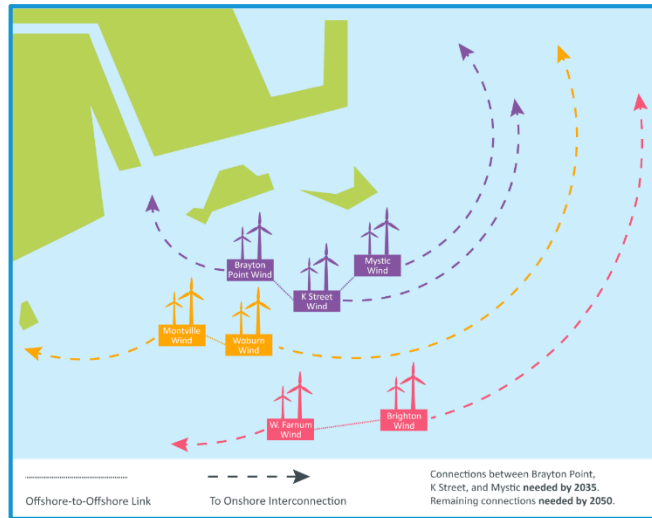 Brayton
Point Wind
Mystic
Wind
K Street
Wind
Montville
Wind
Woburn
Wind
W. Farnum
Wind
Brighton
Wind
Offshore-to-Offshore Link
To Onshore Interconnection
Connections between Brayton Point,
K Street, and Mystic needed by 2035.
Remaining connections needed by 2050.